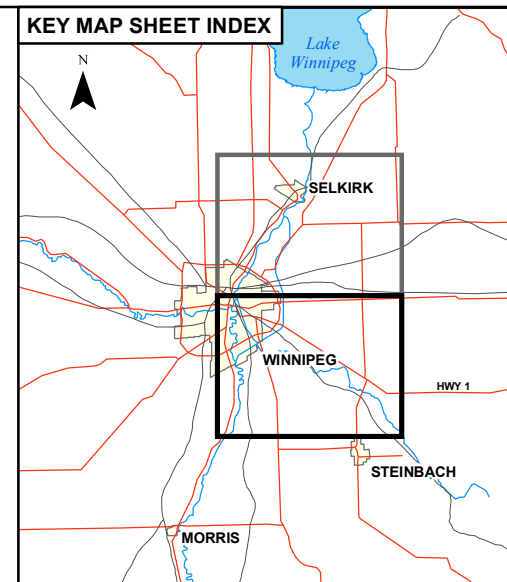 KEY MAP SHEET INDEX
Lake
Winnipeg
N
SELKIRK
WINNIPEG
HWY 1
STEINBACH
MORRIS